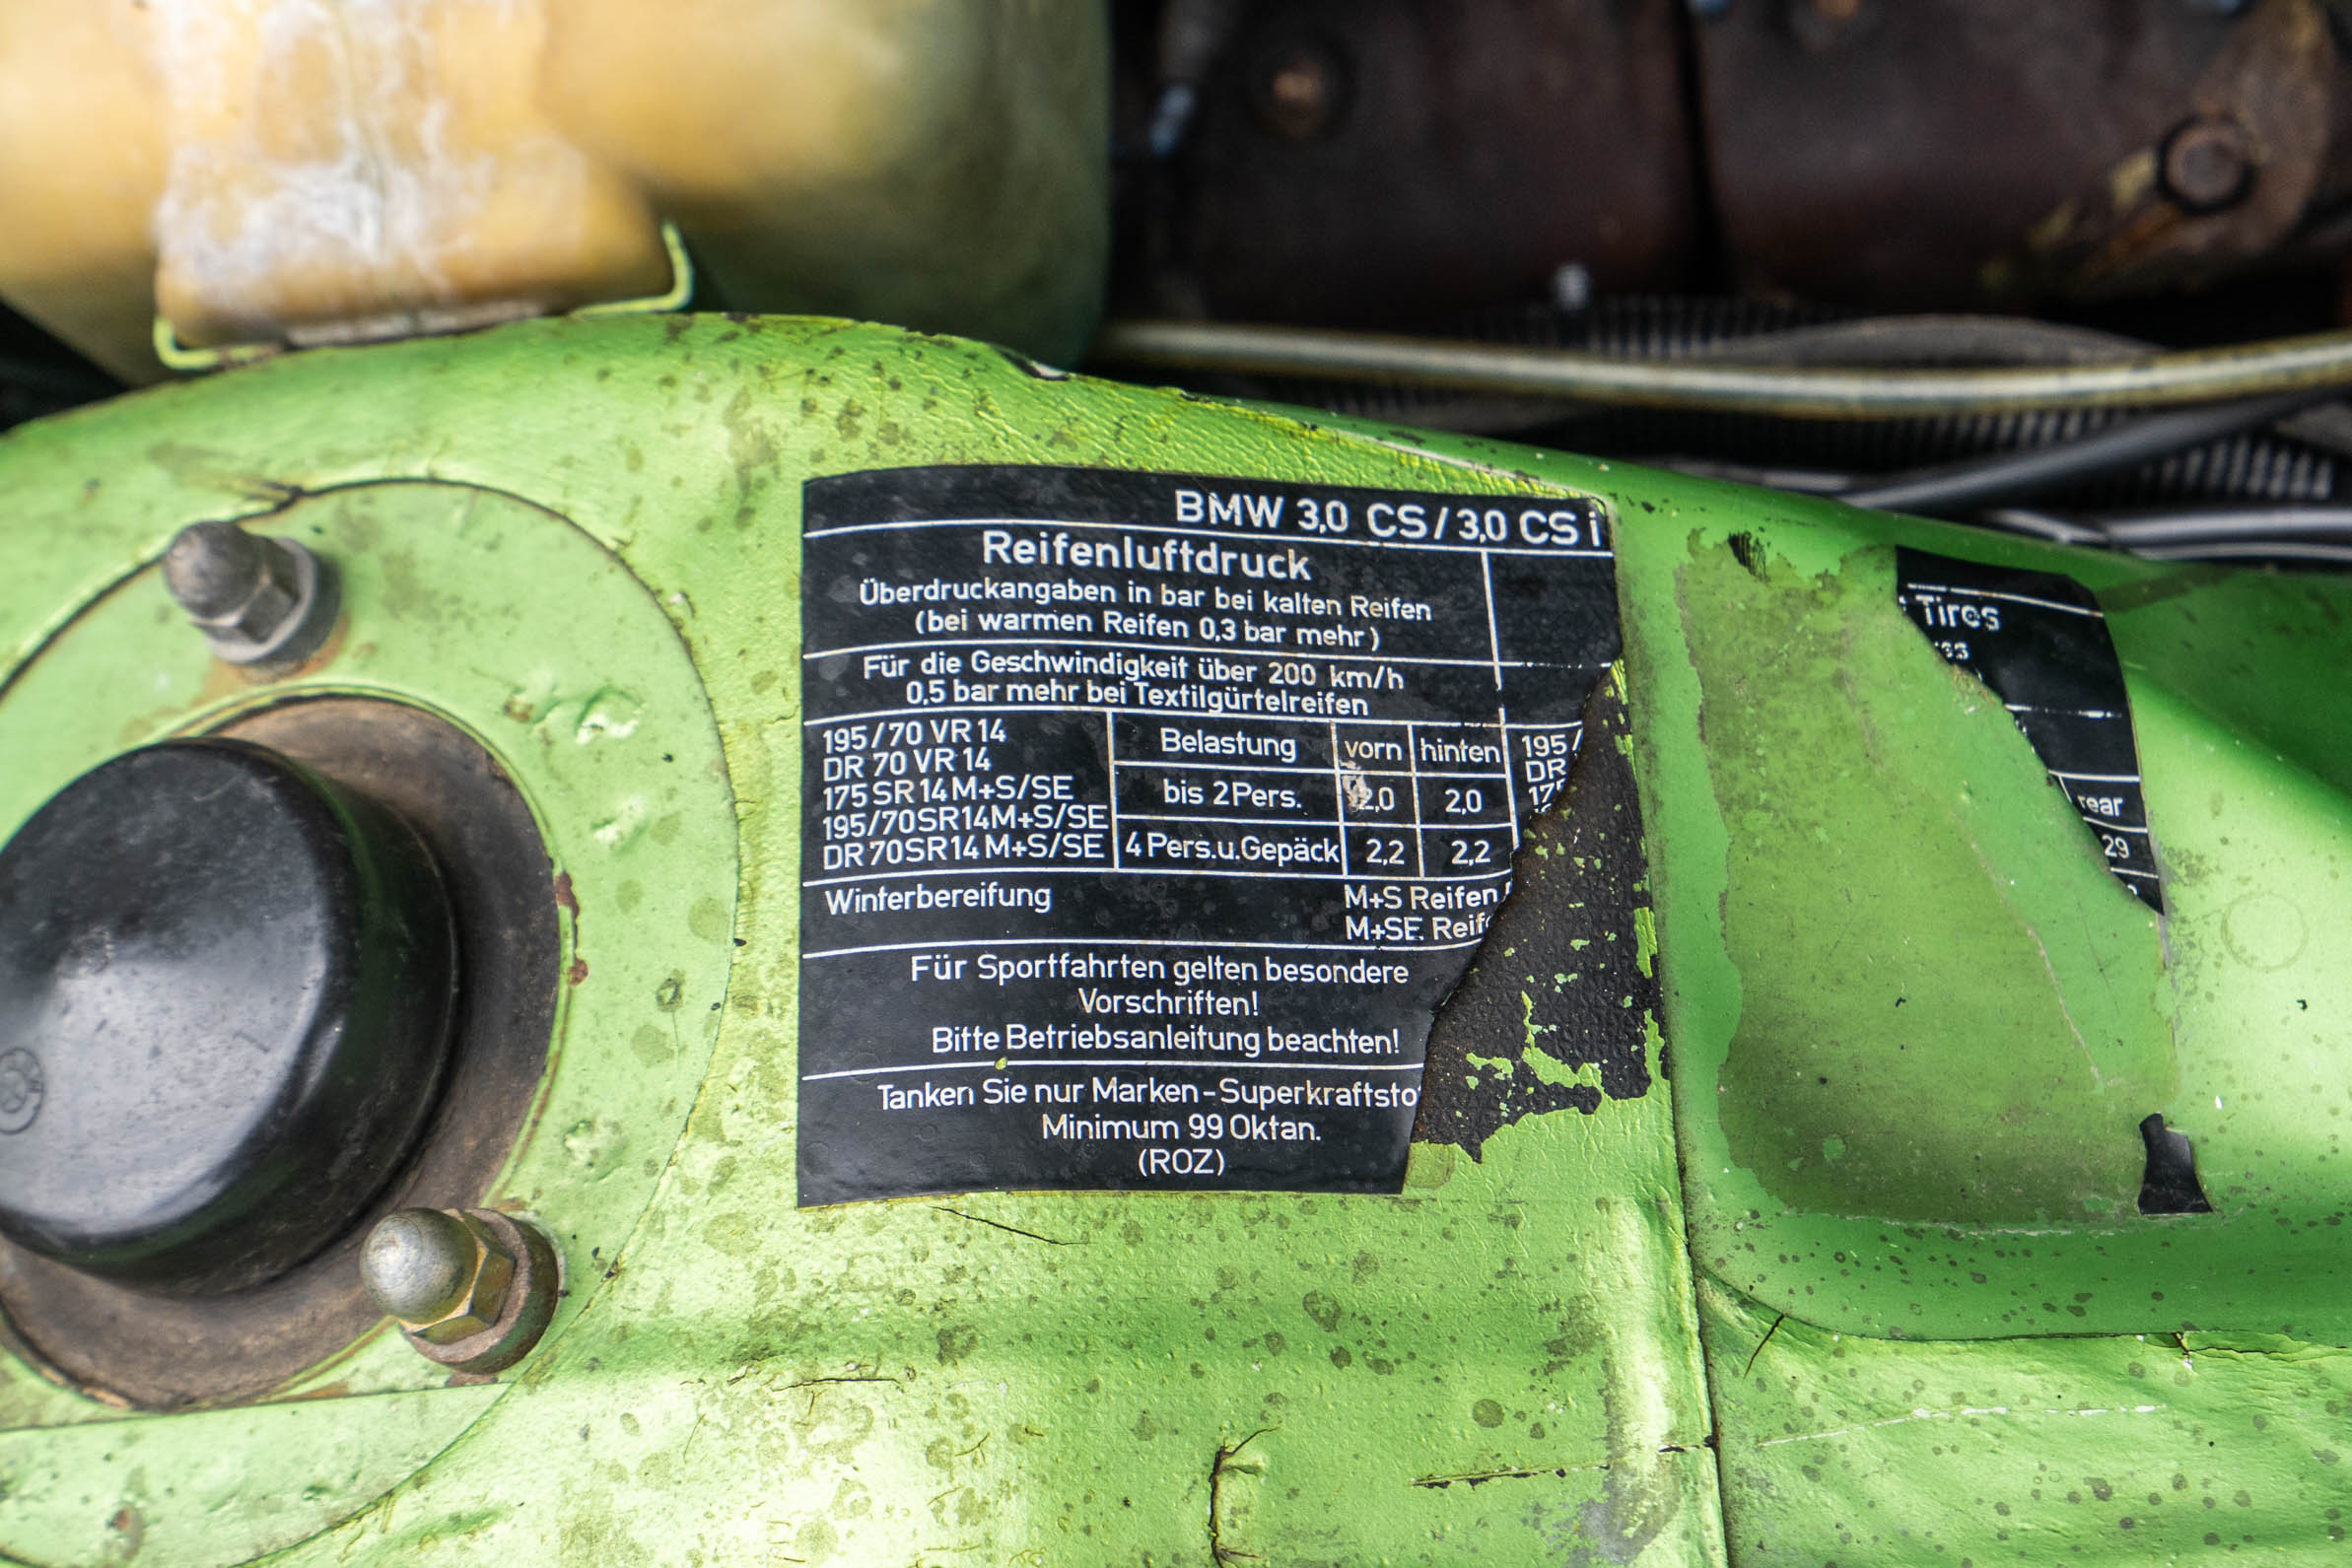 BMW 3,0 CS/3,0 CS i
Reifenluftdruck
Überdruckangaben in bar bei kalten Reifen
(bei warmen Reifen 0,3 bar mehr)
Für die Geschwindigkeit über 200 km/h
0,5 bar mehr bei Textilgürtelreifen
195/70 VR 14
DR 70 VR 14
175 SR 14 M+S/SE
195/70 SR 14 M+S/SE
DR 70 SR 14 M+S/SE
Belastung vorn hinten
bis 2 Pers. 2,0 2,0
4 Pers. u. Gepäck 2,2 2,2
195/
DR
Winterbereifung
M+S Reifen
M+SE
Für Sportfahrten gelten besondere
Vorschriften!
Bitte Betriebsanleitung beachten!
Tanken Sie nur Marken-Superkraftsto
Minimum 99 Oktan.
(ROZ)
Tires
rear
29